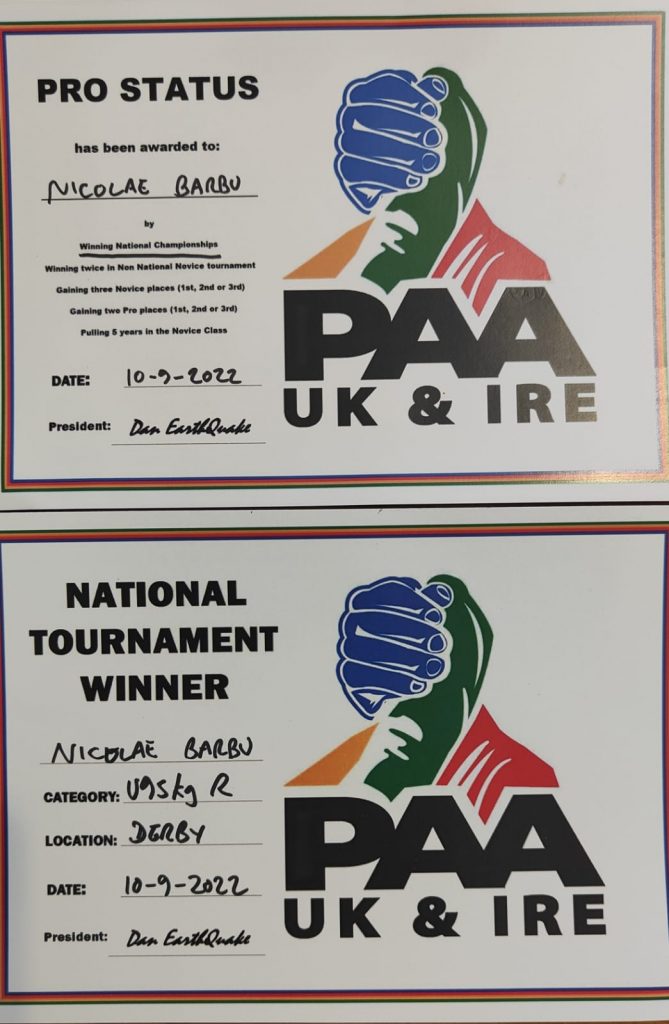 PRO STATUS
has been awarded to:
NICOLAE BARBU
by
Winning National Championships
Winning twice in Non National Novice tournament
Gaining three Novice places (1st, 2nd or 3rd)
Gaining two Pro places (1st, 2nd or 3rd)
Pulling 5 years in the Novice Class
DATE: 10-9-2022
President: Dan EarthQuake
PAA
UK & IRE
NATIONAL
TOURNAMENT
WINNER
NICOLAE BARBU
CATEGORY: U95kg R
LOCATION: DERBY
DATE: 10-9-2022
President: Dan EarthQuake
PAA
UK & IRE